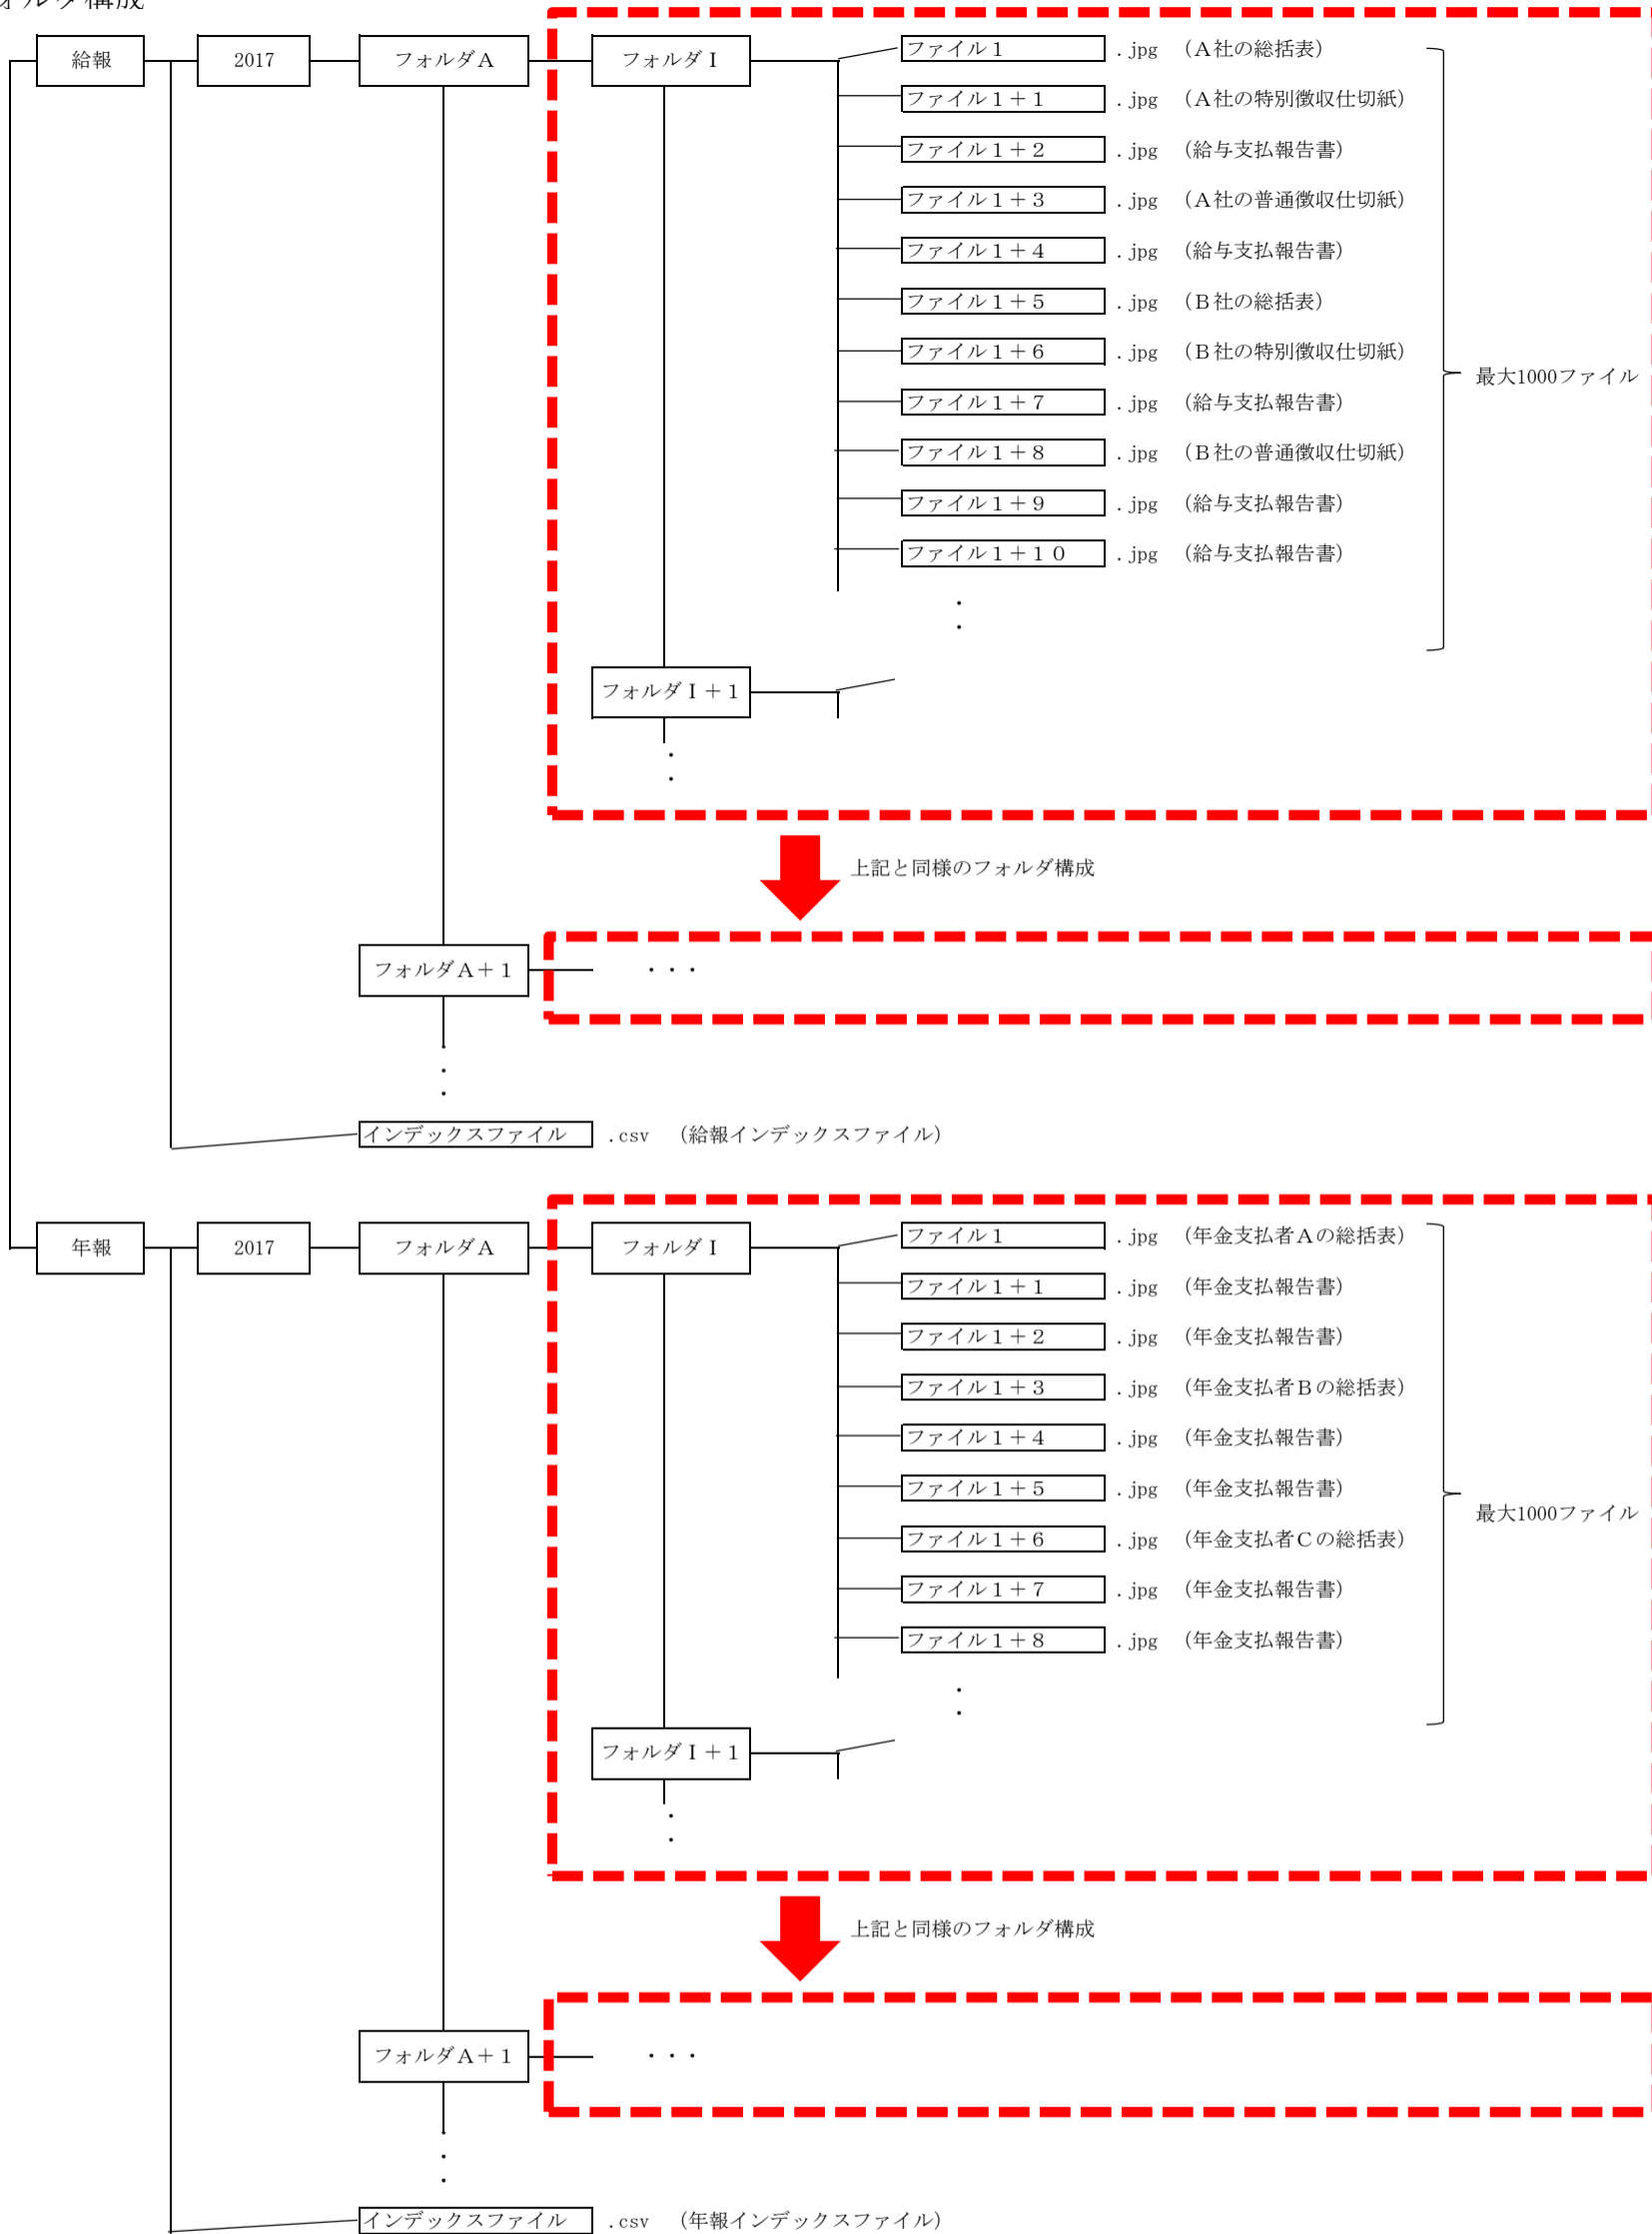 フォルダ構成
給報 2017 フォルダＡ フォルダⅠ ファイル１ .jpg （Ａ社の総括表）
ファイル１＋１ .jpg （Ａ社の特別徴収仕切紙）
ファイル１＋２ .jpg （給与支払報告書）
ファイル１＋３ .jpg （Ａ社の普通徴収仕切紙）
ファイル１＋４ .jpg （給与支払報告書）
ファイル１＋５ .jpg （Ｂ社の総括表）
ファイル１＋６ .jpg （Ｂ社の特別徴収仕切紙）
最大1000ファイル
ファイル１＋７ .jpg （給与支払報告書）
ファイル１＋８ .jpg （Ｂ社の普通徴収仕切紙）
ファイル１＋９ .jpg （給与支払報告書）
ファイル１＋１０ .jpg （給与支払報告書）
・
・
フォルダⅠ＋１
・
・
上記と同様のフォルダ構成
フォルダＡ＋１ ・・・
・
・
・
インデックスファイル .csv （給報インデックスファイル）
年報 2017 フォルダＡ フォルダⅠ ファイル１ .jpg （年金支払者Ａの総括表）
ファイル１＋１ .jpg （年金支払報告書）
ファイル１＋２ .jpg （年金支払報告書）
ファイル１＋３ .jpg （年金支払者Ｂの総括表）
ファイル１＋４ .jpg （年金支払報告書）
ファイル１＋５ .jpg （年金支払報告書）
最大1000ファイル
ファイル１＋６ .jpg （年金支払者Ｃの総括表）
ファイル１＋７ .jpg （年金支払報告書）
ファイル１＋８ .jpg （年金支払報告書）
・
・
フォルダⅠ＋１
・
・
上記と同様のフォルダ構成
フォルダＡ＋１ ・・・
・
・
・
インデックスファイル .csv （年報インデックスファイル）